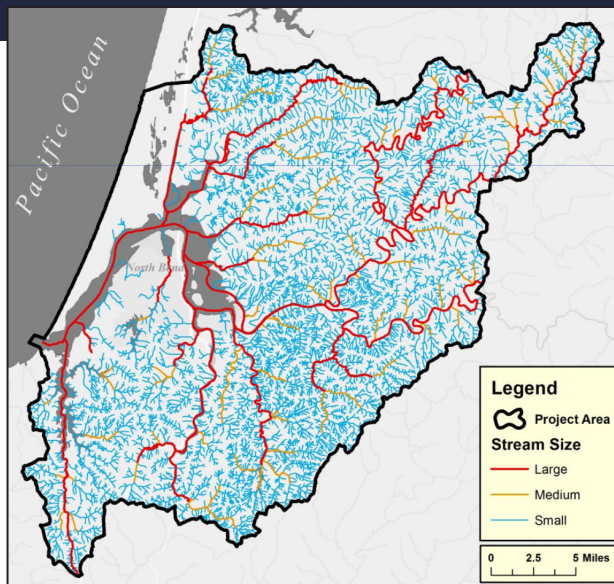 Pacific Ocean
North Bend
Legend
Project Area
Stream Size
Large
Medium
Small
0 2.5 5 Miles